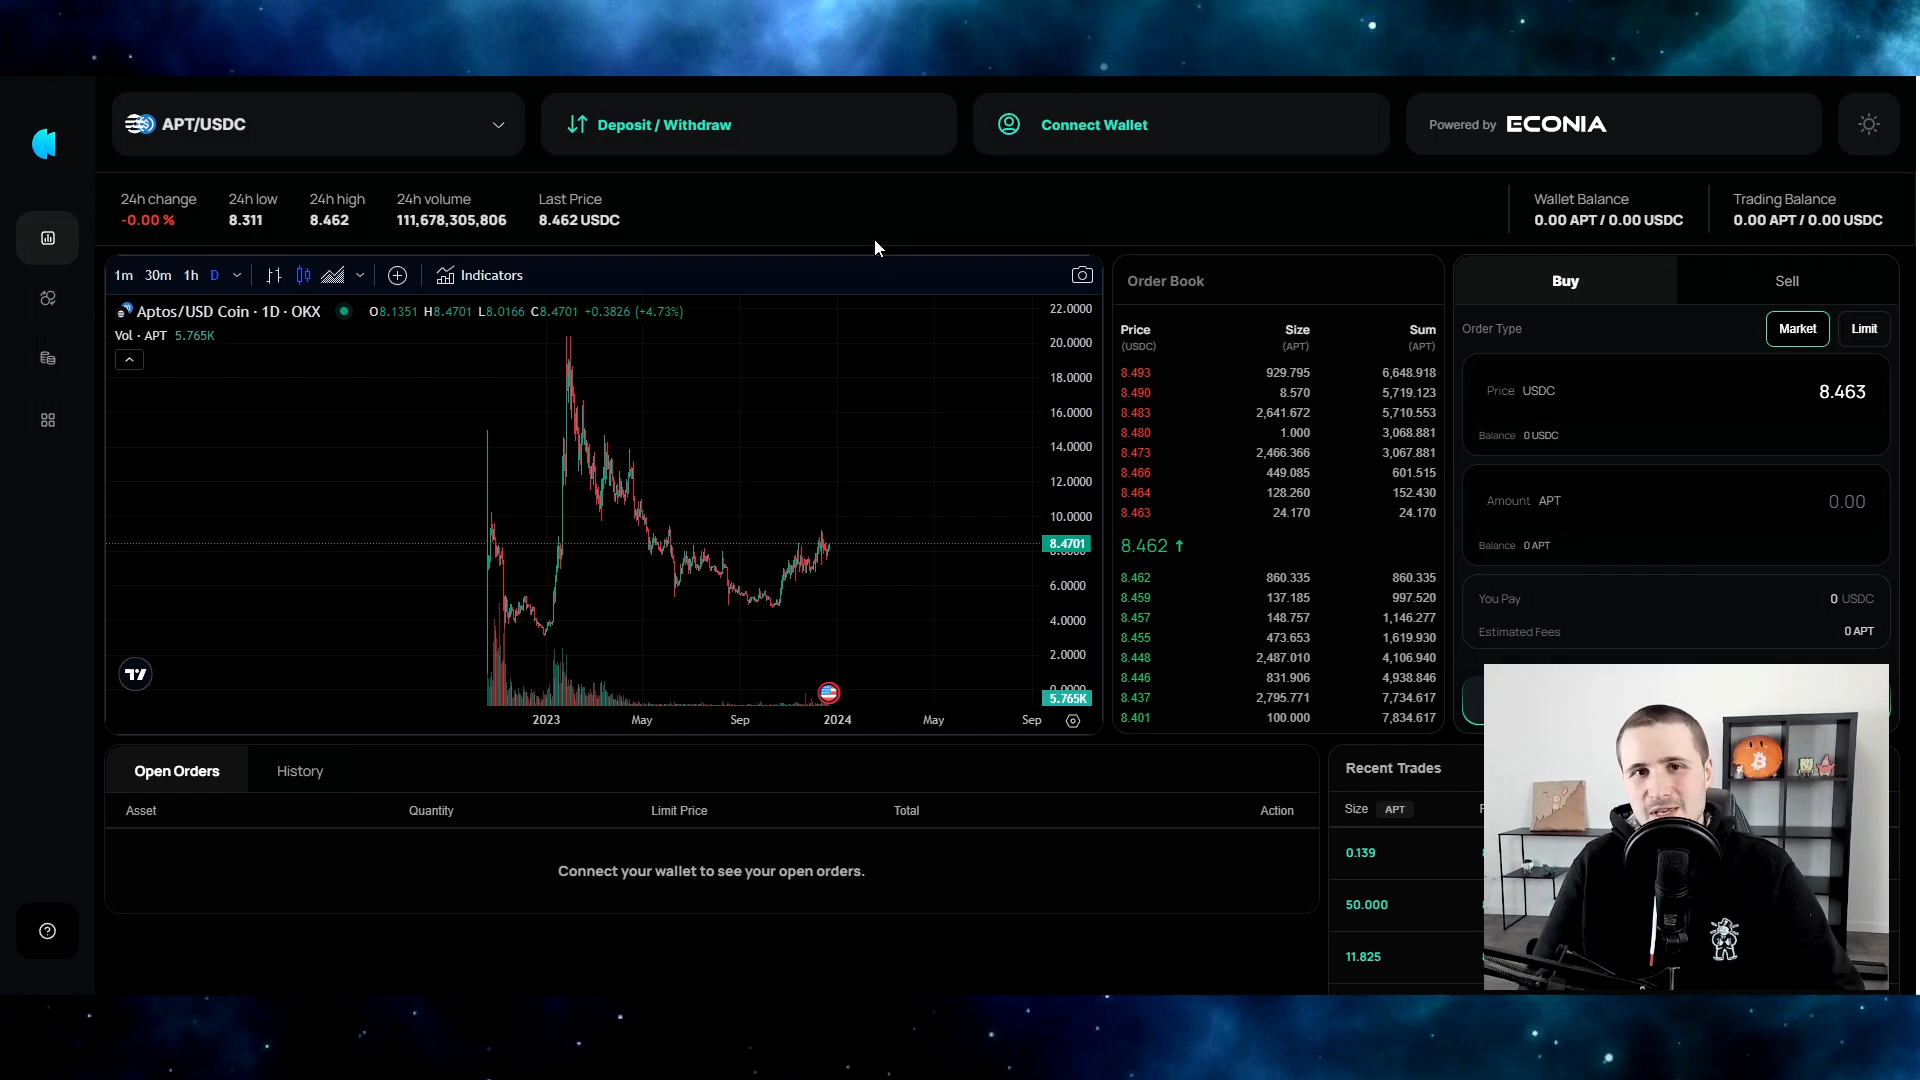 APT/USDC
Deposit / Withdraw
Connect Wallet
Powered by ECONIA
24h change
-0.00 %
24h low
8.311
24h high
8.462
24h volume
111,678,305,806
Last Price
8.462 USDC
Wallet Balance
0.00 APT / 0.00 USDC
Trading Balance
0.00 APT / 0.00 USDC
1m 30m 1h D
Indicators
Aptos/USD Coin · 1D · OKX
O8.1351 H8.4701 L8.0166 C8.4701 +0.3826 (+4.73%)
Vol · APT 5.765K
22.0000
20.0000
18.0000
16.0000
14.0000
12.0000
10.0000
8.4701
6.0000
4.0000
2.0000
5.765K
2023 May Sep 2024 May Sep
Order Book
Price Size Sum
(USDC) (APT) (APT)
8.493 929.795 6,648.918
8.490 8.570 5,719.123
8.483 2,641.672 5,710.553
8.480 1.000 3,068.881
8.473 2,466.366 3,067.881
8.466 449.085 601.515
8.464 128.260 152.430
8.463 24.170 24.170
8.462 ↑
8.462 860.335 860.335
8.459 137.185 997.520
8.457 148.757 1,146.277
8.455 473.653 1,619.930
8.448 2,487.010 4,106.940
8.446 831.906 4,938.846
8.437 2,795.771 7,734.617
8.401 100.000 7,834.617
Buy Sell
Order Type Market Limit
Price USDC 8.463
Balance 0 USDC
Amount APT 0.00
Balance 0 APT
You Pay 0 USDC
Estimated Fees 0 APT
Open Orders History
Asset Quantity Limit Price Total Action
Connect your wallet to see your open orders.
Recent Trades
Size APT
0.139
50.000
11.825